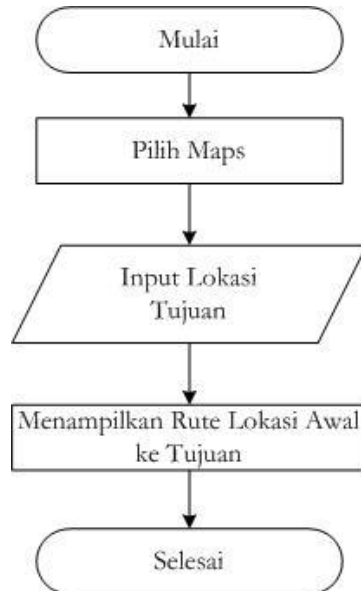 Mulai
Pilih Maps
Input Lokasi
Tujuan
Menampilkan Rute Lokasi Awal
ke Tujuan
Selesai